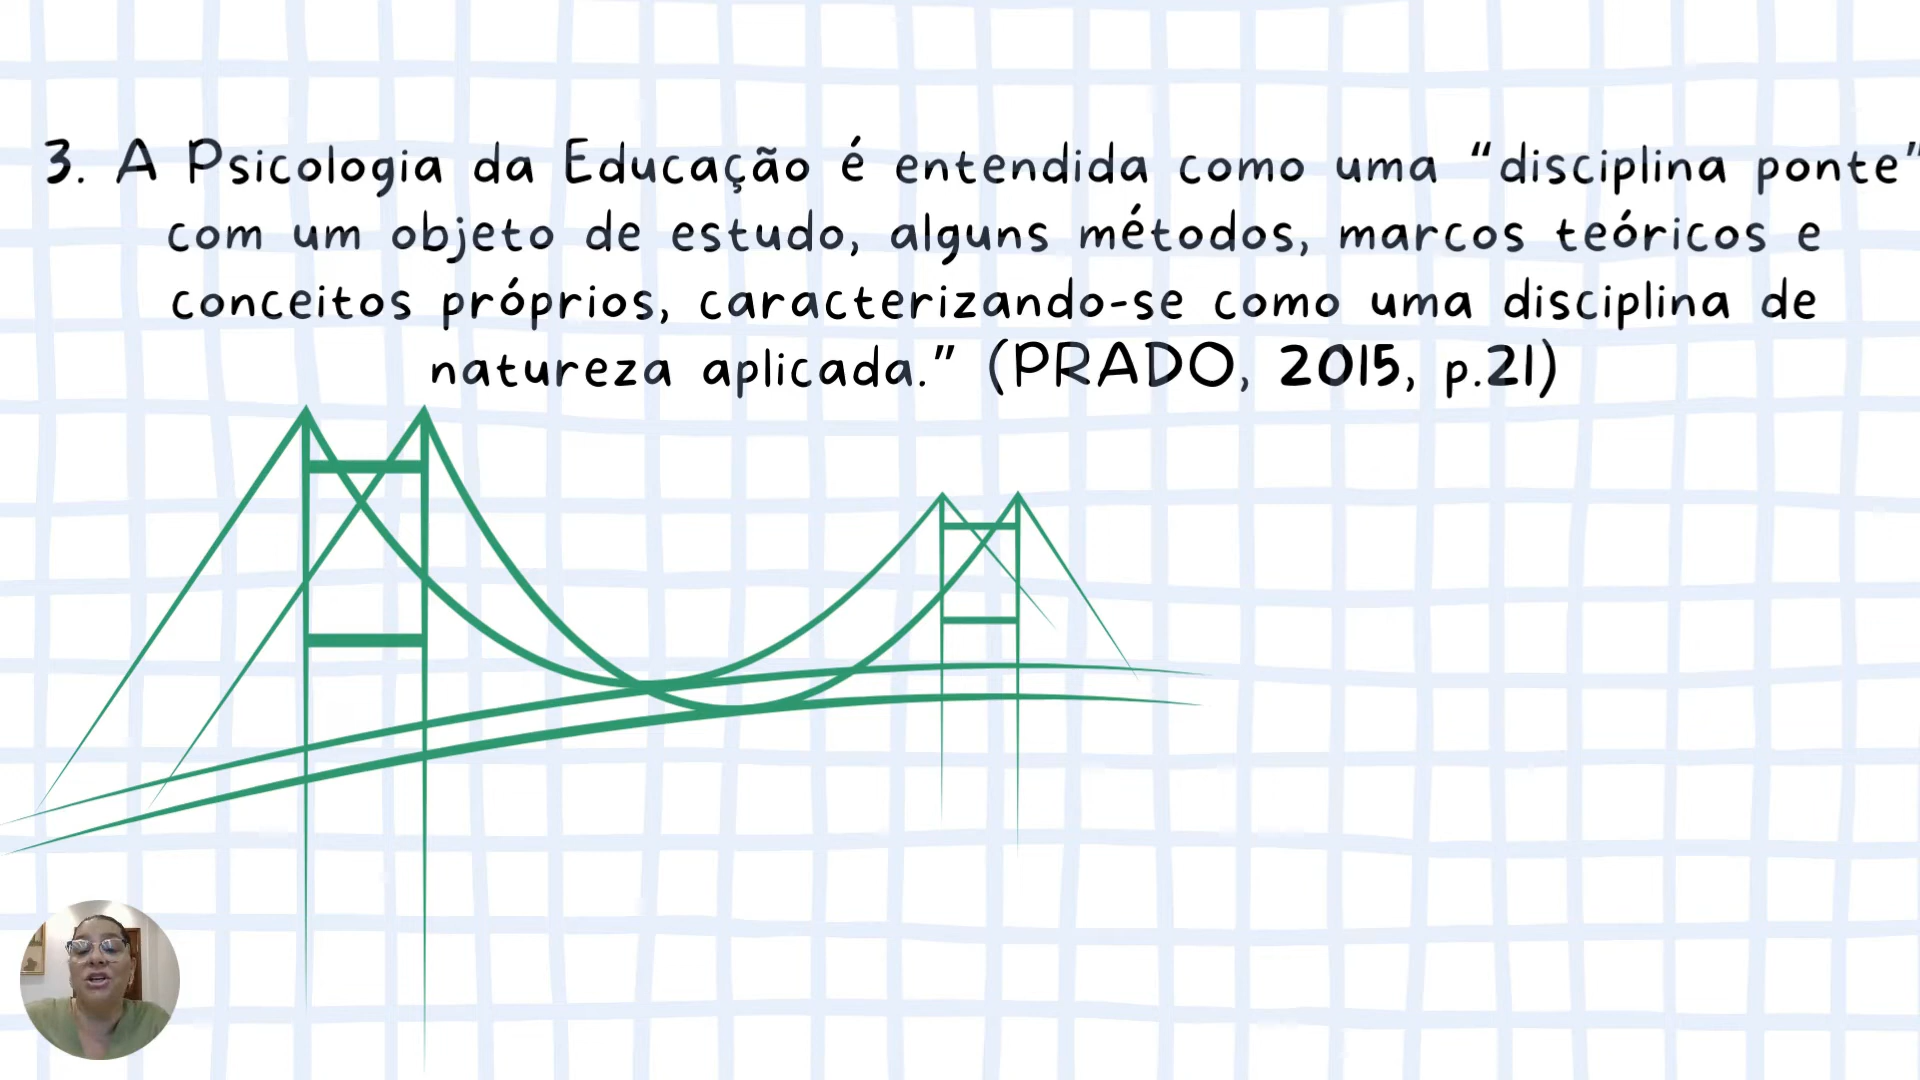 3. A Psicologia da Educação é entendida como uma “disciplina ponte”
com um objeto de estudo, alguns métodos, marcos teóricos e
conceitos próprios, caracterizando-se como uma disciplina de
natureza aplicada.” (PRADO, 2015, p.21)